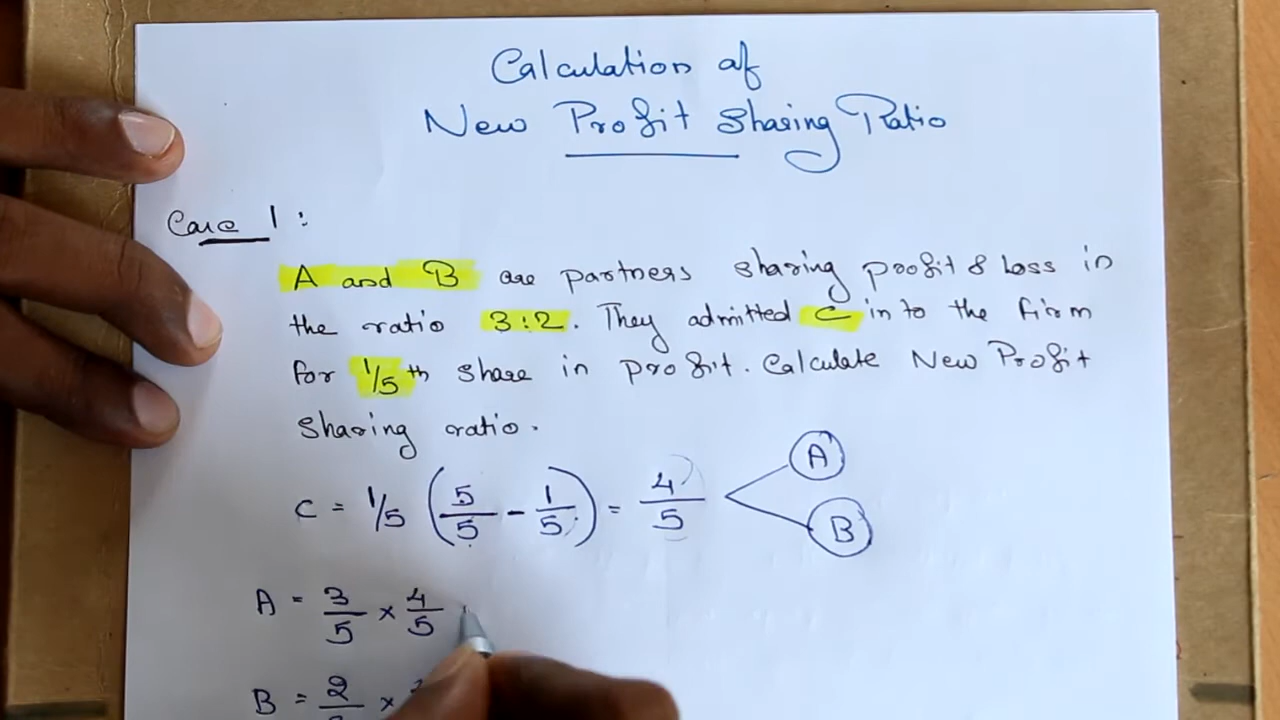 Calculation of
New Profit Sharing Ratio
Case 1:
A and B are partners sharing profit & loss in
the ratio 3:2. They admitted C in to the firm
for 1/5th share in profit. Calculate New Profit
sharing ratio.
C = 1/5 (5/5 - 1/5) = 4/5 A B
A = 3/5 × 4/5
B = 2/ ×